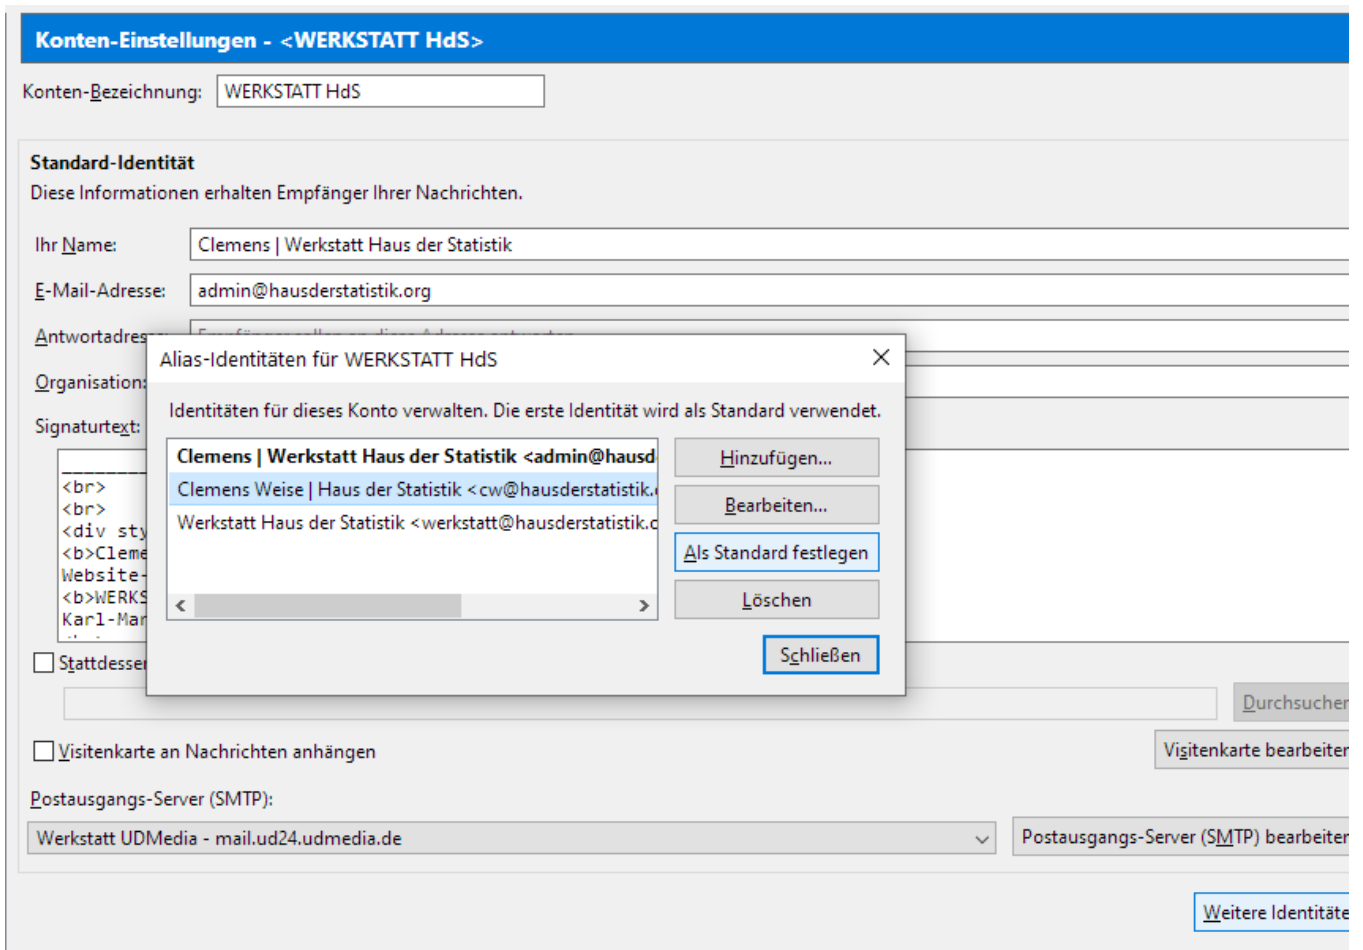 Konten-Einstellungen - <WERKSTATT HdS>
Konten-Bezeichnung: WERKSTATT HdS
Standard-Identität
Diese Informationen erhalten Empfänger Ihrer Nachrichten.
Ihr Name: Clemens | Werkstatt Haus der Statistik
E-Mail-Adresse: admin@hausderstatistik.org
Antwortadres
Alias-Identitäten für WERKSTATT HdS
Organisation:
Identitäten für dieses Konto verwalten. Die erste Identität wird als Standard verwendet.
Signaturtext:
Clemens | Werkstatt Haus der Statistik <admin@hausd
Hinzufügen...
<br>
Clemens Weise | Haus der Statistik <cw@hausderstatistik.
<br>
Bearbeiten...
Werkstatt Haus der Statistik <werkstatt@hausderstatistik.o
<div sty
<b>Cleme
Als Standard festlegen
Website-
<b>WERKS
Löschen
Karl-Mar
Stattdesser
Schließen
Durchsucher
Visitenkarte an Nachrichten anhängen
Visitenkarte bearbeiter
Postausgangs-Server (SMTP):
Werkstatt UDMedia - mail.ud24.udmedia.de
Postausgangs-Server (SMTP) bearbeiter
Weitere Identitäte